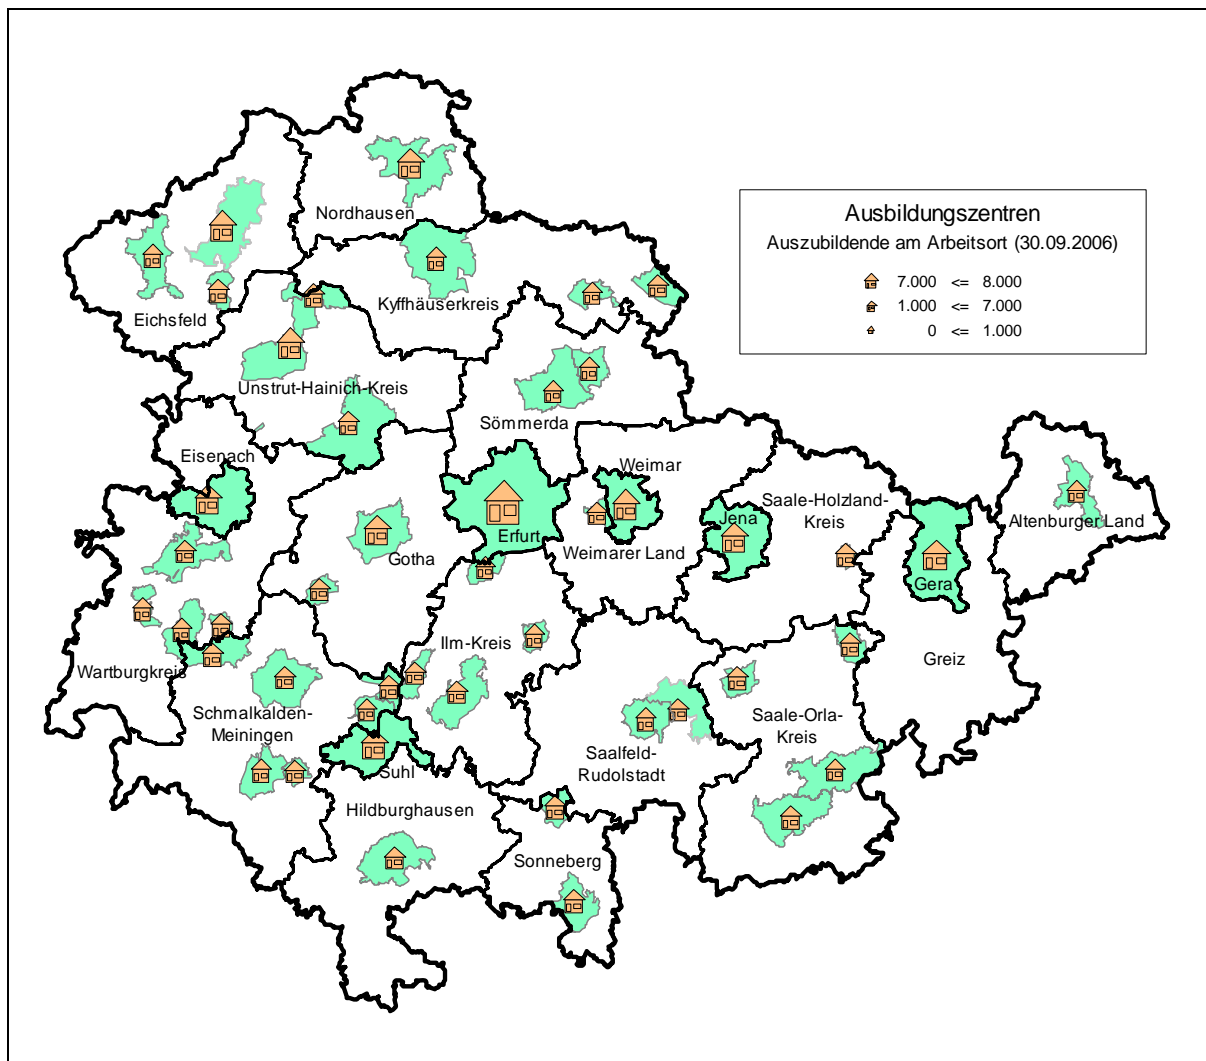 Ausbildungszentren
Auszubildende am Arbeitsort (30.09.2006)
7.000 <= 8.000
1.000 <= 7.000
0 <= 1.000
Nordhausen
Eichsfeld
Kyffhäuserkreis
Unstrut-Hainich-Kreis
Sömmerda
Eisenach
Weimar
Saale-Holzland-
Kreis
Jena
Altenburger Land
Erfurt
Gotha
Weimarer Land
Gera
Ilm-Kreis
Greiz
Wartburgkreis
Schmalkalden-
Meiningen
Saale-Orla-
Kreis
Saalfeld-
Rudolstadt
Suhl
Hildburghausen
Sonneberg